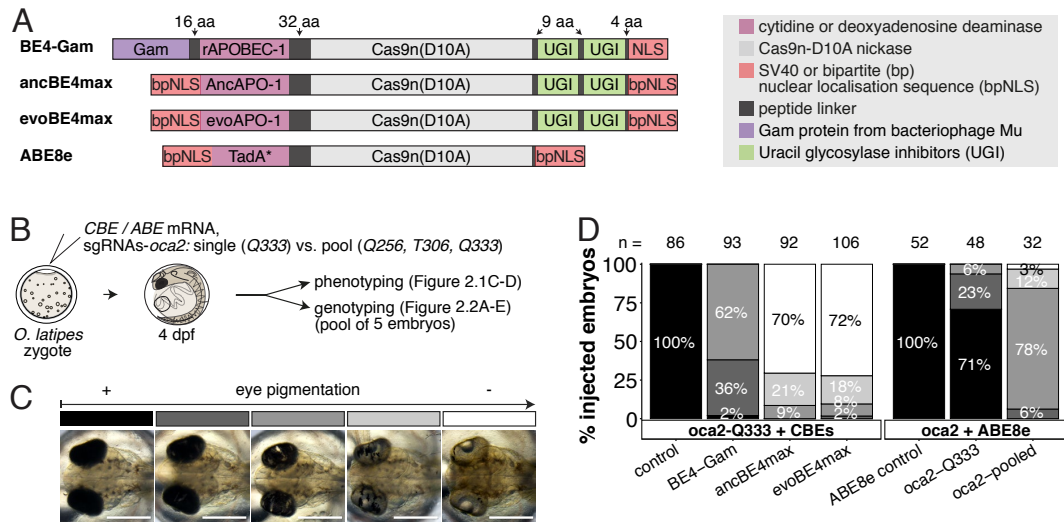 A
16 aa 32 aa 9 aa 4 aa
BE4-Gam Gam rAPOBEC-1 Cas9n(D10A) UGI UGI NLS
ancBE4max bpNLS AncAPO-1 Cas9n(D10A) UGI UGI bpNLS
evoBE4max bpNLS evoAPO-1 Cas9n(D10A) UGI UGI bpNLS
ABE8e bpNLS TadA* Cas9n(D10A) bpNLS
cytidine or deoxyadenosine deaminase
Cas9n-D10A nickase
SV40 or bipartite (bp)
nuclear localisation sequence (bpNLS)
peptide linker
Gam protein from bacteriophage Mu
Uracil glycosylase inhibitors (UGI)
B
CBE / ABE mRNA,
sgRNAs-oca2: single (Q333) vs. pool (Q256, T306, Q333)
O. latipes
zygote
4 dpf
phenotyping (Figure 2.1C-D)
genotyping (Figure 2.2A-E)
(pool of 5 embryos)
C
+ eye pigmentation -
D
n = 86 93 92 106 52 48 32
% injected embryos
100
75
50
25
0
100%
62%
36%
2%
70%
21%
9%
72%
18%
8%
2%
100%
6%
23%
71%
3%
12%
78%
6%
oca2-Q333 + CBEs oca2 + ABE8e
control
BE4-Gam
ancBE4max
evoBE4max
ABE8e control
oca2-Q333
oca2-pooled